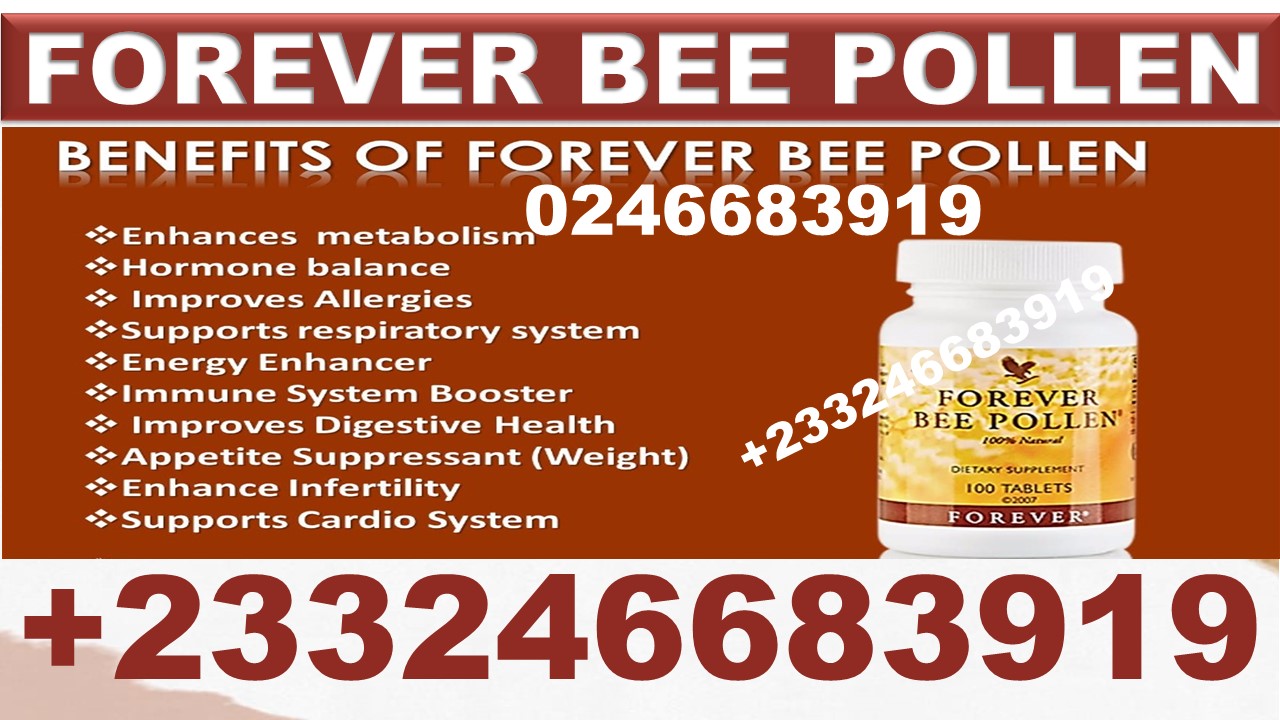 FOREVER BEE POLLEN
BENEFITS OF FOREVER BEE POLLEN
0246683919
Enhances metabolism
Hormone balance
Improves Allergies
Supports respiratory system
Energy Enhancer
Immune System Booster
Improves Digestive Health
Appetite Suppressant (Weight)
Enhance Infertility
Supports Cardio System
+233246683919
FOREVER
BEE POLLEN®
100% Natural
DIETARY SUPPLEMENT
100 TABLETS
©2007
FOREVER®
+233246683919